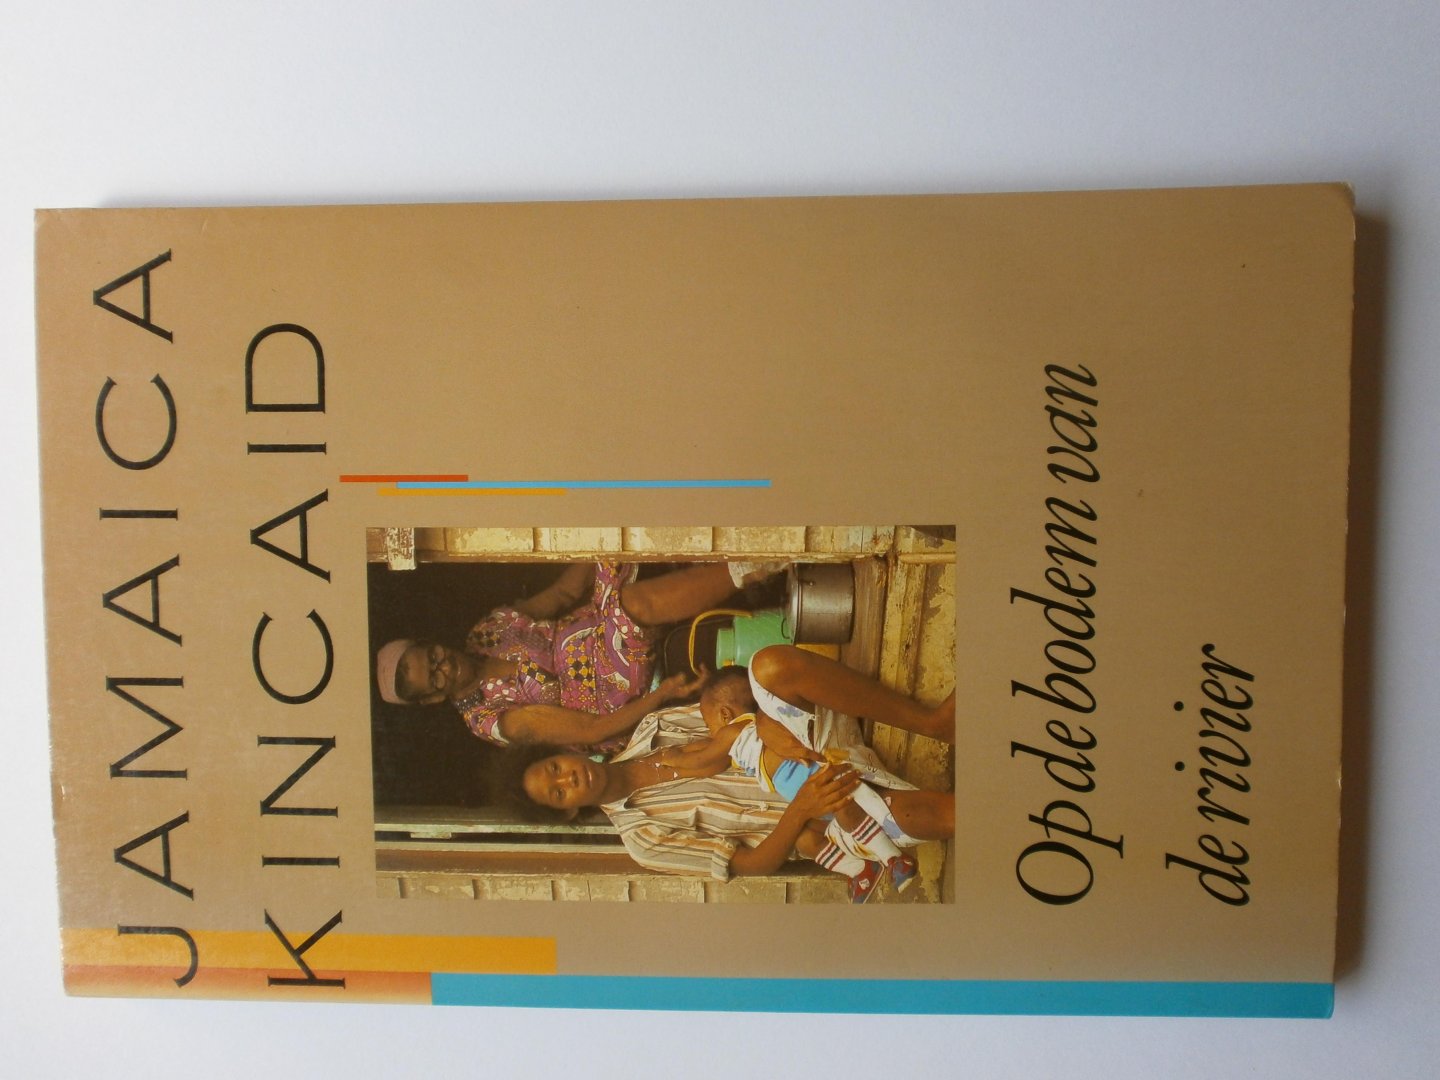 JAMAICA
KINCAID
Op de bodem van
de rivier